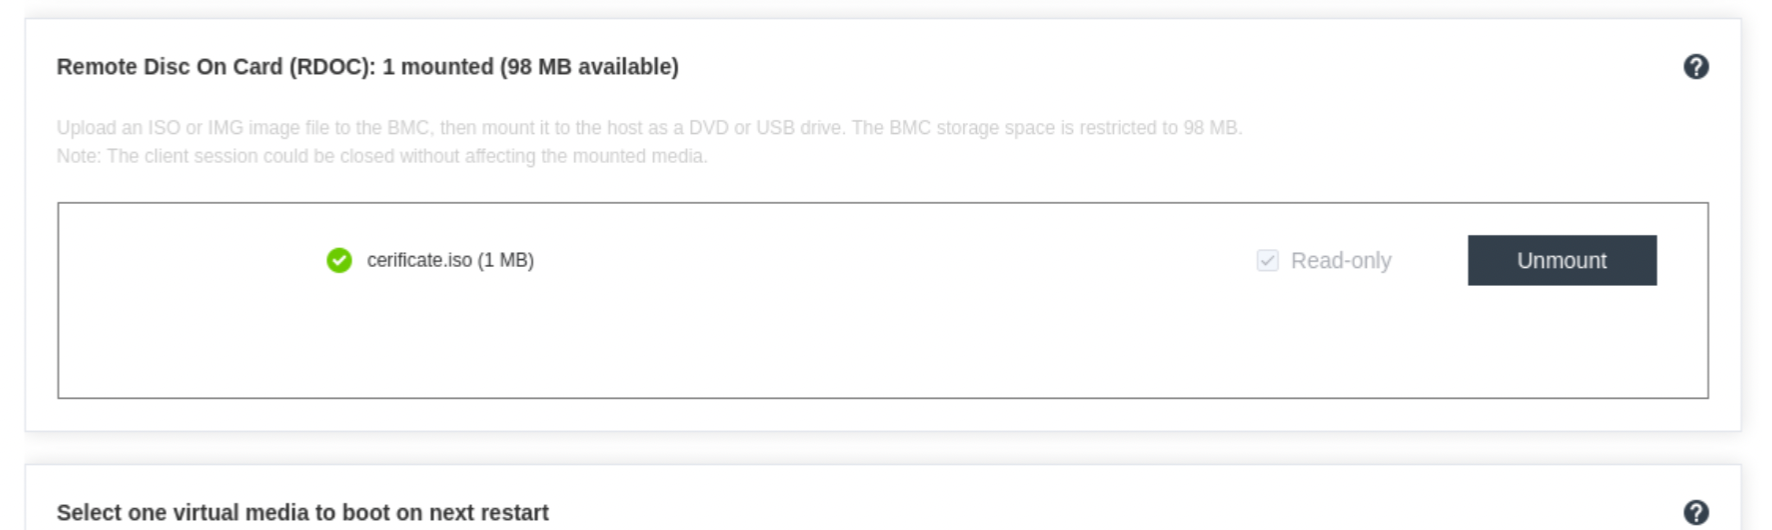 Remote Disc On Card (RDOC): 1 mounted (98 MB available)
Upload an ISO or IMG image file to the BMC, then mount it to the host as a DVD or USB drive. The BMC storage space is restricted to 98 MB.
Note: The client session could be closed without affecting the mounted media.
cerificate.iso (1 MB) Read-only Unmount
Select one virtual media to boot on next restart